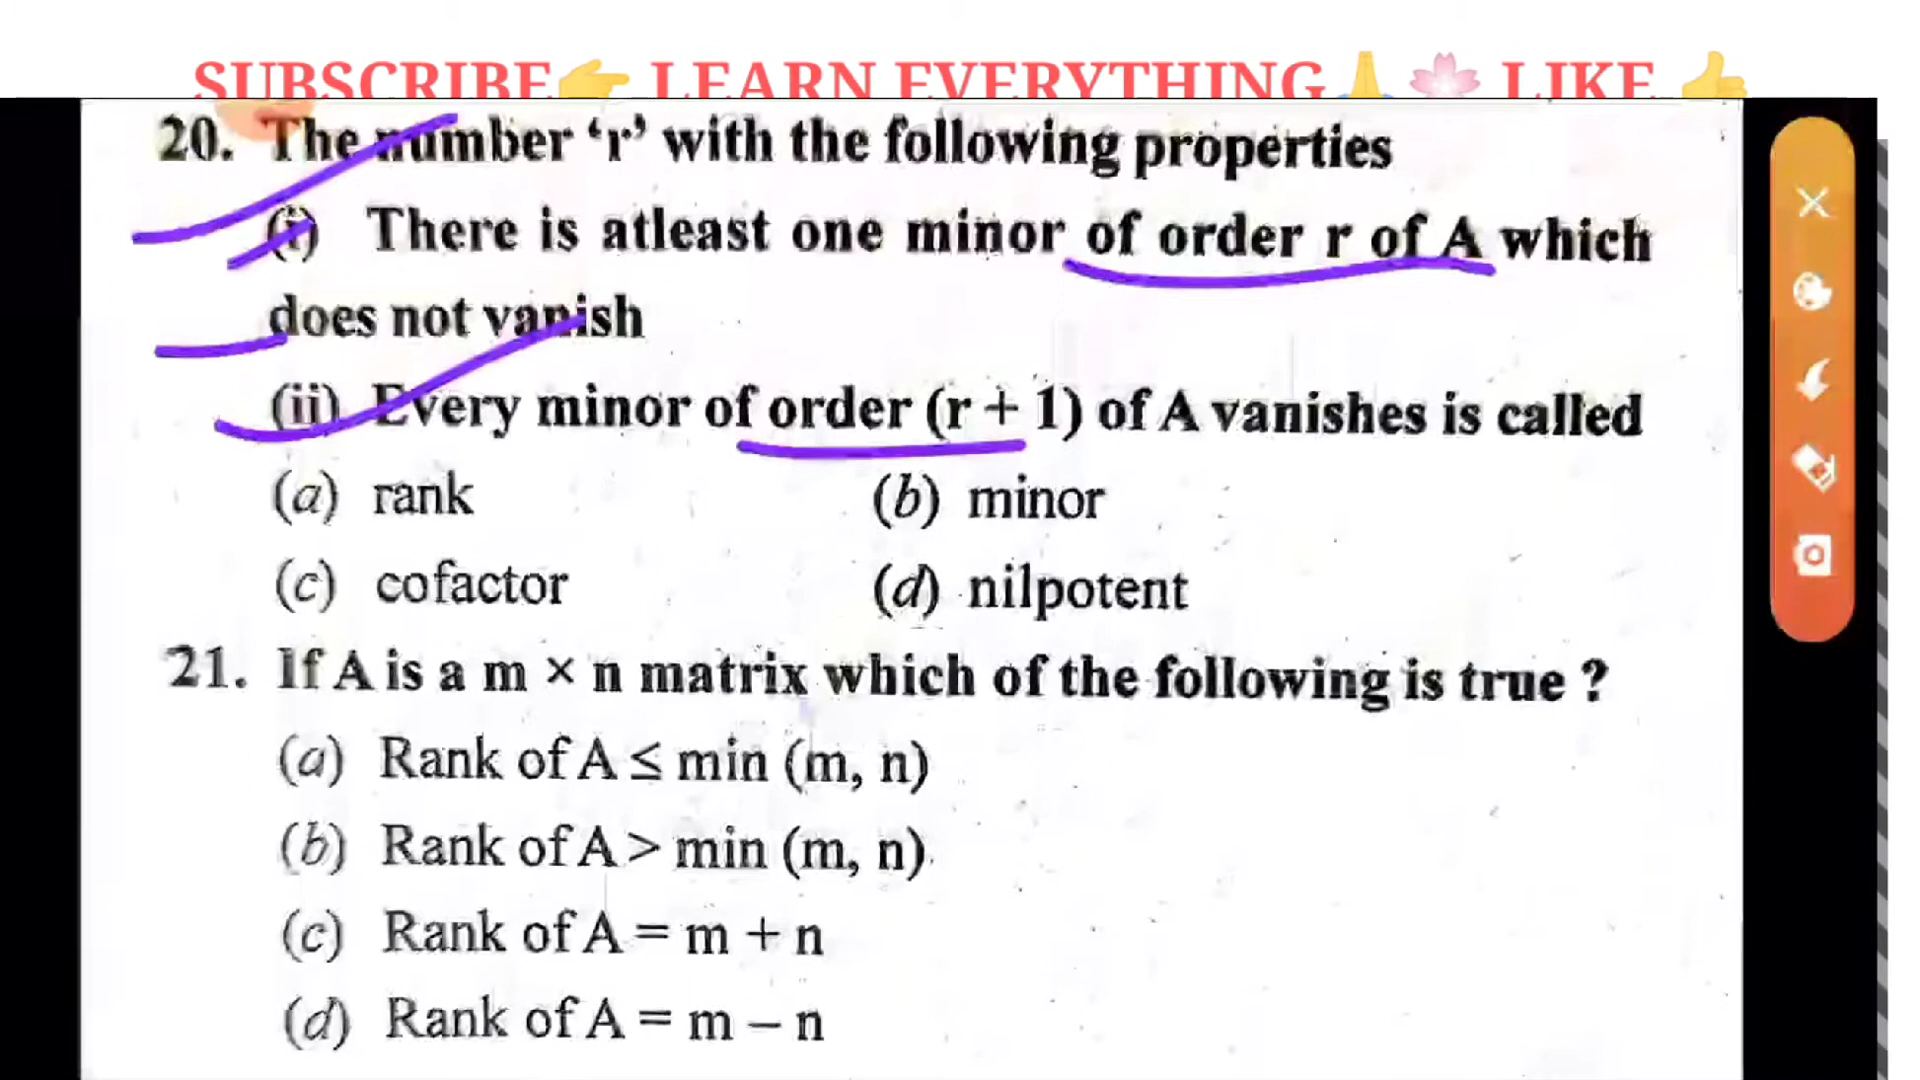 SUBSCRIBE👉 LEARN EVERYTHING🙏🌸 LIKE 👍
20. The number ‘r’ with the following properties
(i) There is atleast one minor of order r of A which
does not vanish
(ii) Every minor of order (r + 1) of A vanishes is called
(a) rank (b) minor
(c) cofactor (d) nilpotent
21. If A is a m × n matrix which of the following is true ?
(a) Rank of A ≤ min (m, n)
(b) Rank of A > min (m, n)
(c) Rank of A = m + n
(d) Rank of A = m – n